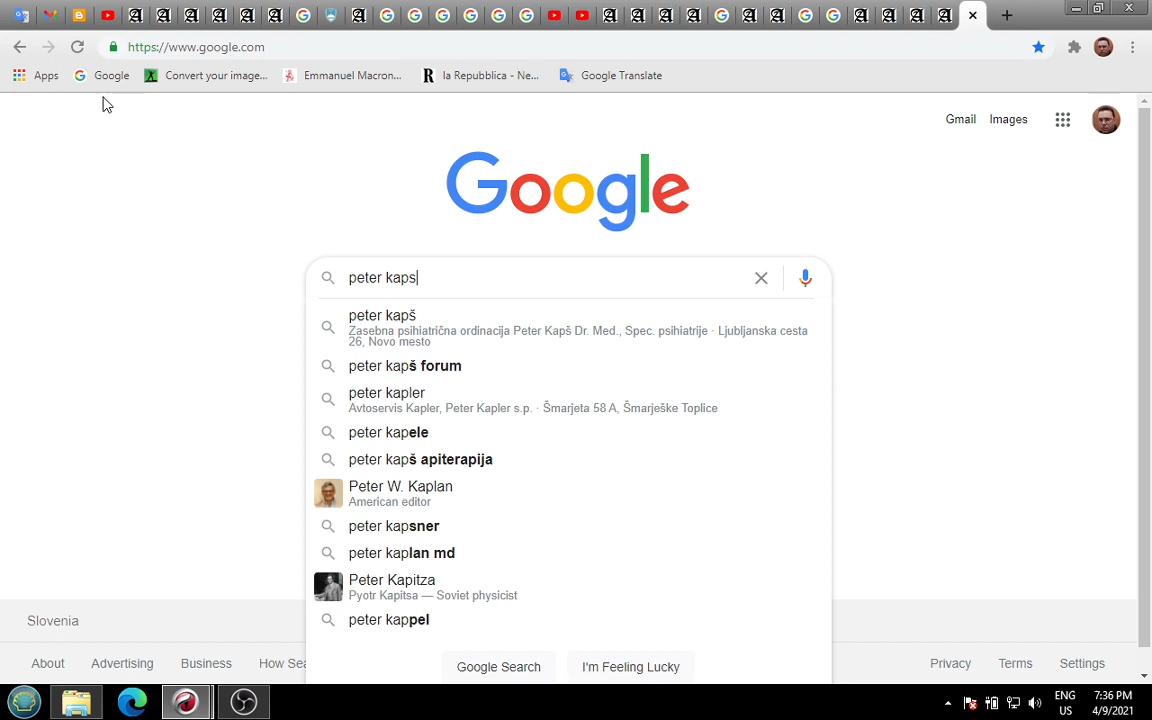 https://www.google.com
Apps Google Convert your image... Emmanuel Macron... la Repubblica - Ne... Google Translate
Gmail Images
Google
peter kaps
peter kapš
Zasebna psihiatrična ordinacija Peter Kapš Dr. Med., Spec. psihiatrije · Ljubljanska cesta
26, Novo mesto
peter kapš forum
peter kapler
Avtoservis Kapler, Peter Kapler s.p. · Šmarjeta 58 A, Šmarješke Toplice
peter kapele
peter kapš apiterapija
Peter W. Kaplan
American editor
peter kapsner
peter kaplan md
Peter Kapitza
Pyotr Kapitsa — Soviet physicist
peter kappel
Slovenia
Google Search I'm Feeling Lucky
About Advertising Business How Sea Privacy Terms Settings
ENG 7:36 PM
US 4/9/2021